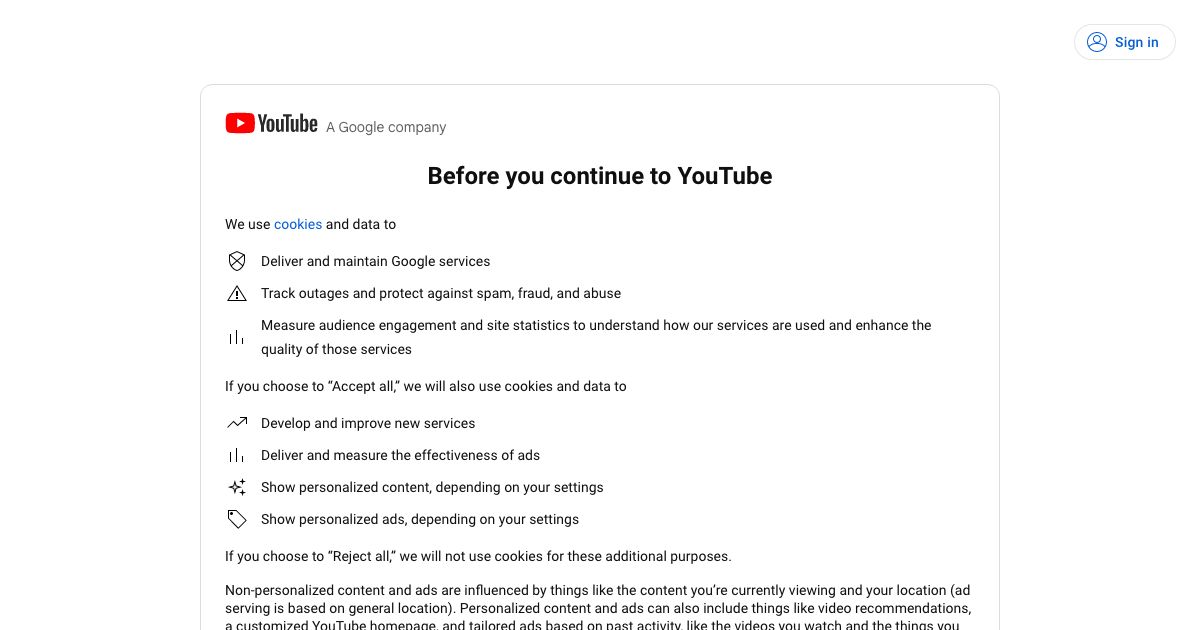 Sign in
YouTube A Google company
Before you continue to YouTube
We use cookies and data to
Deliver and maintain Google services
Track outages and protect against spam, fraud, and abuse
Measure audience engagement and site statistics to understand how our services are used and enhance the
quality of those services
If you choose to “Accept all,” we will also use cookies and data to
Develop and improve new services
Deliver and measure the effectiveness of ads
Show personalized content, depending on your settings
Show personalized ads, depending on your settings
If you choose to “Reject all,” we will not use cookies for these additional purposes.
Non-personalized content and ads are influenced by things like the content you’re currently viewing and your location (ad
serving is based on general location). Personalized content and ads can also include things like video recommendations,
a customized YouTube homepage, and tailored ads based on past activity, like the videos you watch and the things you